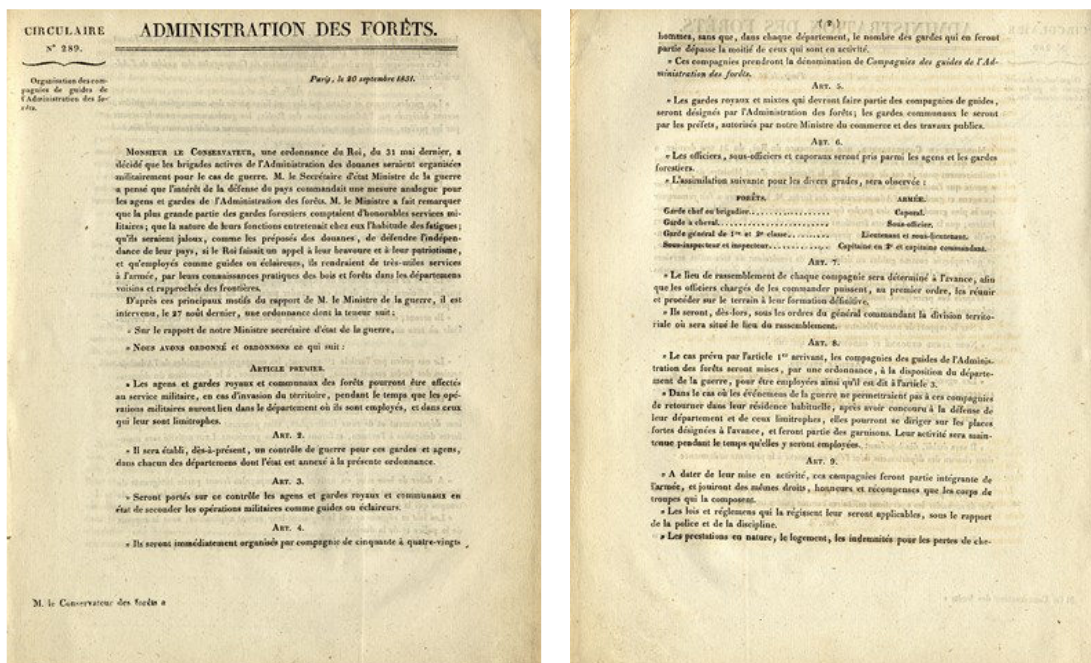 CIRCULAIRE
N° 289.
Organisation des com-
pagnies de guides de
l'Administration des fo-
rêts.
ADMINISTRATION DES FORÊTS.
Paris, le 20 septembre 1831.
MONSIEUR LE CONSERVATEUR, une ordonnance du Roi, du 31 mai dernier, a
décidé que les brigades actives de l'Administration des douanes seraient organisées
militairement pour le cas de guerre. M. le Secrétaire d'état Ministre de la guerre
a pensé que l'intérêt de la défense du pays commandait une mesure analogue pour
les agens et gardes de l'Administration des forêts. M. le Ministre a fait remarquer
que la plus grande partie des gardes forestiers comptaient d'honorables services mi-
litaires; que la nature de leurs fonctions entretenait chez eux l'habitude des fatigues;
qu'ils seraient jaloux, comme les préposés des douanes, de défendre l'indépen-
dance de leur pays, si le Roi faisait un appel à leur bravoure et à leur patriotisme,
et qu'employés comme guides ou éclaireurs, ils rendraient de très-utiles services
à l'armée, par leurs connaissances pratiques des bois et forêts dans les départemens
voisins et rapprochés des frontières.
D'après ces principaux motifs du rapport de M. le Ministre de la guerre, il est
intervenu, le 27 août dernier, une ordonnance dont la teneur suit:
» Sur le rapport de notre Ministre secrétaire d'état de la guerre,
» NOUS AVONS ORDONNÉ et ORDONNONS ce qui suit:
ARTICLE PREMIER.
» Les agens et gardes royaux et communaux des forêts pourront être affectés
au service militaire, en cas d'invasion du territoire, pendant le temps que les opé-
rations militaires auront lieu dans le département où ils sont employés, et dans ceux
qui leur sont limitrophes.
ART. 2.
» Il sera établi, dès-à-présent, un contrôle de guerre pour ces gardes et agens,
dans chacun des départemens dont l'état est annexé à la présente ordonnance.
ART. 3.
» Seront portés sur ce contrôle les agens et gardes royaux et communaux en
état de seconder les opérations militaires comme guides ou éclaireurs.
ART. 4.
» Ils seront immédiatement organisés par compagnie de cinquante à quatre-vingts
M. le Conservateur des forêts à
( 2 )
hommes, sans que, dans chaque département, le nombre des gardes qui en feront
partie dépasse la moitié de ceux qui sont en activité.
» Ces compagnies prendront la dénomination de Compagnies des guides de l'Ad-
ministration des forêts.
ART. 5.
» Les gardes royaux et mixtes qui devront faire partie des compagnies de guides,
seront désignés par l'Administration des forêts; les gardes communaux le seront
par les préfets, autorisés par notre Ministre du commerce et des travaux publics.
ART. 6.
» Les officiers, sous-officiers et caporaux seront pris parmi les agens et les gardes
forestiers.
» L'assimilation suivante pour les divers grades, sera observée:
FORÊTS. ARMÉE.
Garde chef ou brigadier.................. Caporal.
Garde à cheval.................. Sous-officier.
Garde général de 1re et 2e classe.................. Lieutenant et sous-lieutenant.
Sous-inspecteur et inspecteur.................. Capitaine en 2e et capitaine commandant.
ART. 7.
» Le lieu de rassemblement de chaque compagnie sera déterminé à l'avance, afin
que les officiers chargés de les commander puissent, au premier ordre, les réunir
et procéder sur le terrain à leur formation définitive.
» Ils seront, dès-lors, sous les ordres du général commandant la division territo-
riale où sera situé le lieu du rassemblement.
ART. 8.
» Le cas prévu par l'article 1er arrivant, les compagnies des guides de l'Adminis-
tration des forêts seront mises, par une ordonnance, à la disposition du départe-
ment de la guerre, pour être employées ainsi qu'il est dit à l'article 3.
» Dans le cas où les événemens de la guerre ne permettraient pas à ces compagnies
de retourner dans leur résidence habituelle, après avoir concouru à la défense de
leur département et de ceux limitrophes, elles pourront se diriger sur les places
fortes désignées à l'avance, et feront partie des garnisons. Leur activité sera main-
tenue pendant le temps qu'elles y seront employées.
ART. 9.
» A dater de leur mise en activité, ces compagnies feront partie intégrante de
l'armée, et jouiront des mêmes droits, honneurs et récompenses que les corps de
troupes qui la composent.
» Les lois et réglemens qui la régissent leur seront applicables, sous le rapport
de la police et de la discipline.
» Les prestations en nature, le logement, les indemnités pour les pertes de che-